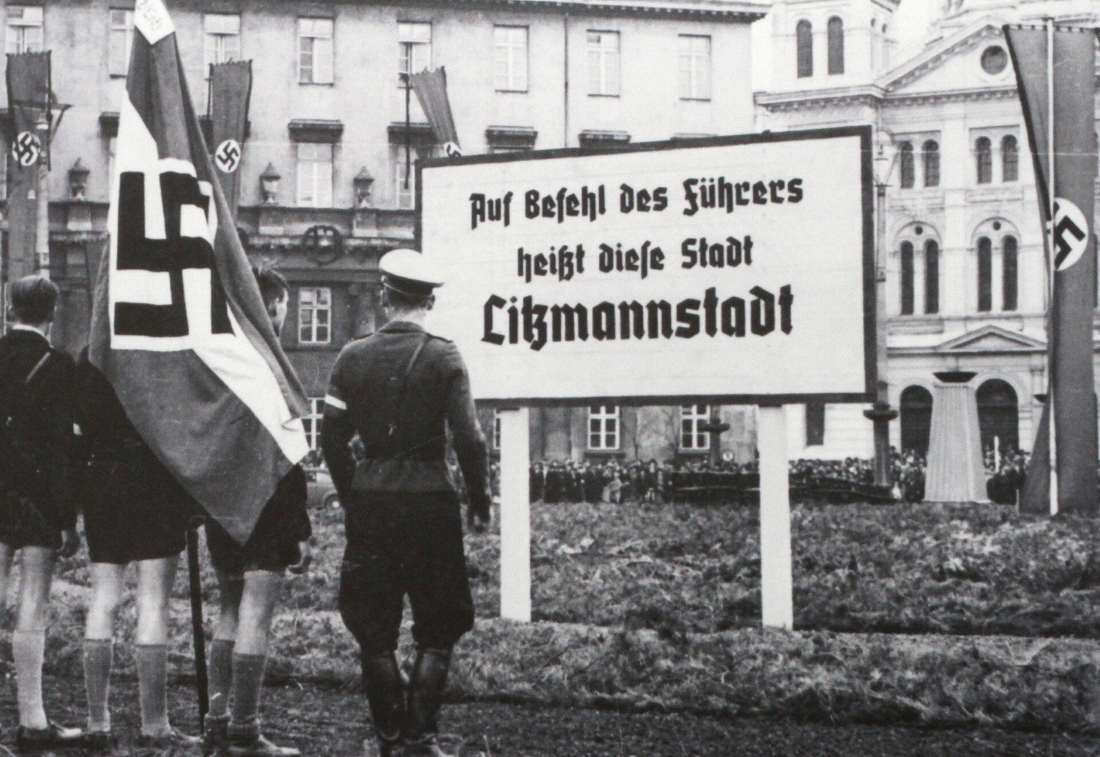 Auf Befehl des Führers
heißt diese Stadt
Litzmannstadt